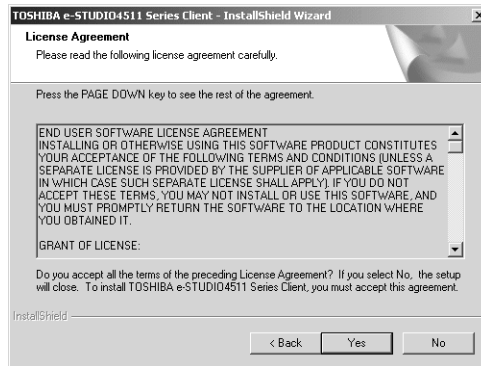 TOSHIBA e-STUDIO4511 Series Client - InstallShield Wizard
License Agreement
Please read the following license agreement carefully.
Press the PAGE DOWN key to see the rest of the agreement.
END USER SOFTWARE LICENSE AGREEMENT
INSTALLING OR OTHERWISE USING THIS SOFTWARE PRODUCT CONSTITUTES
YOUR ACCEPTANCE OF THE FOLLOWING TERMS AND CONDITIONS (UNLESS A
SEPARATE LICENSE IS PROVIDED BY THE SUPPLIER OF APPLICABLE SOFTWARE
IN WHICH CASE SUCH SEPARATE LICENSE SHALL APPLY). IF YOU DO NOT
ACCEPT THESE TERMS, YOU MAY NOT INSTALL OR USE THIS SOFTWARE, AND
YOU MUST PROMPTLY RETURN THE SOFTWARE TO THE LOCATION WHERE
YOU OBTAINED IT.
GRANT OF LICENSE:
Do you accept all the terms of the preceding License Agreement? If you select No, the setup
will close. To install TOSHIBA e-STUDIO4511 Series Client, you must accept this agreement.
InstallShield
< Back Yes No